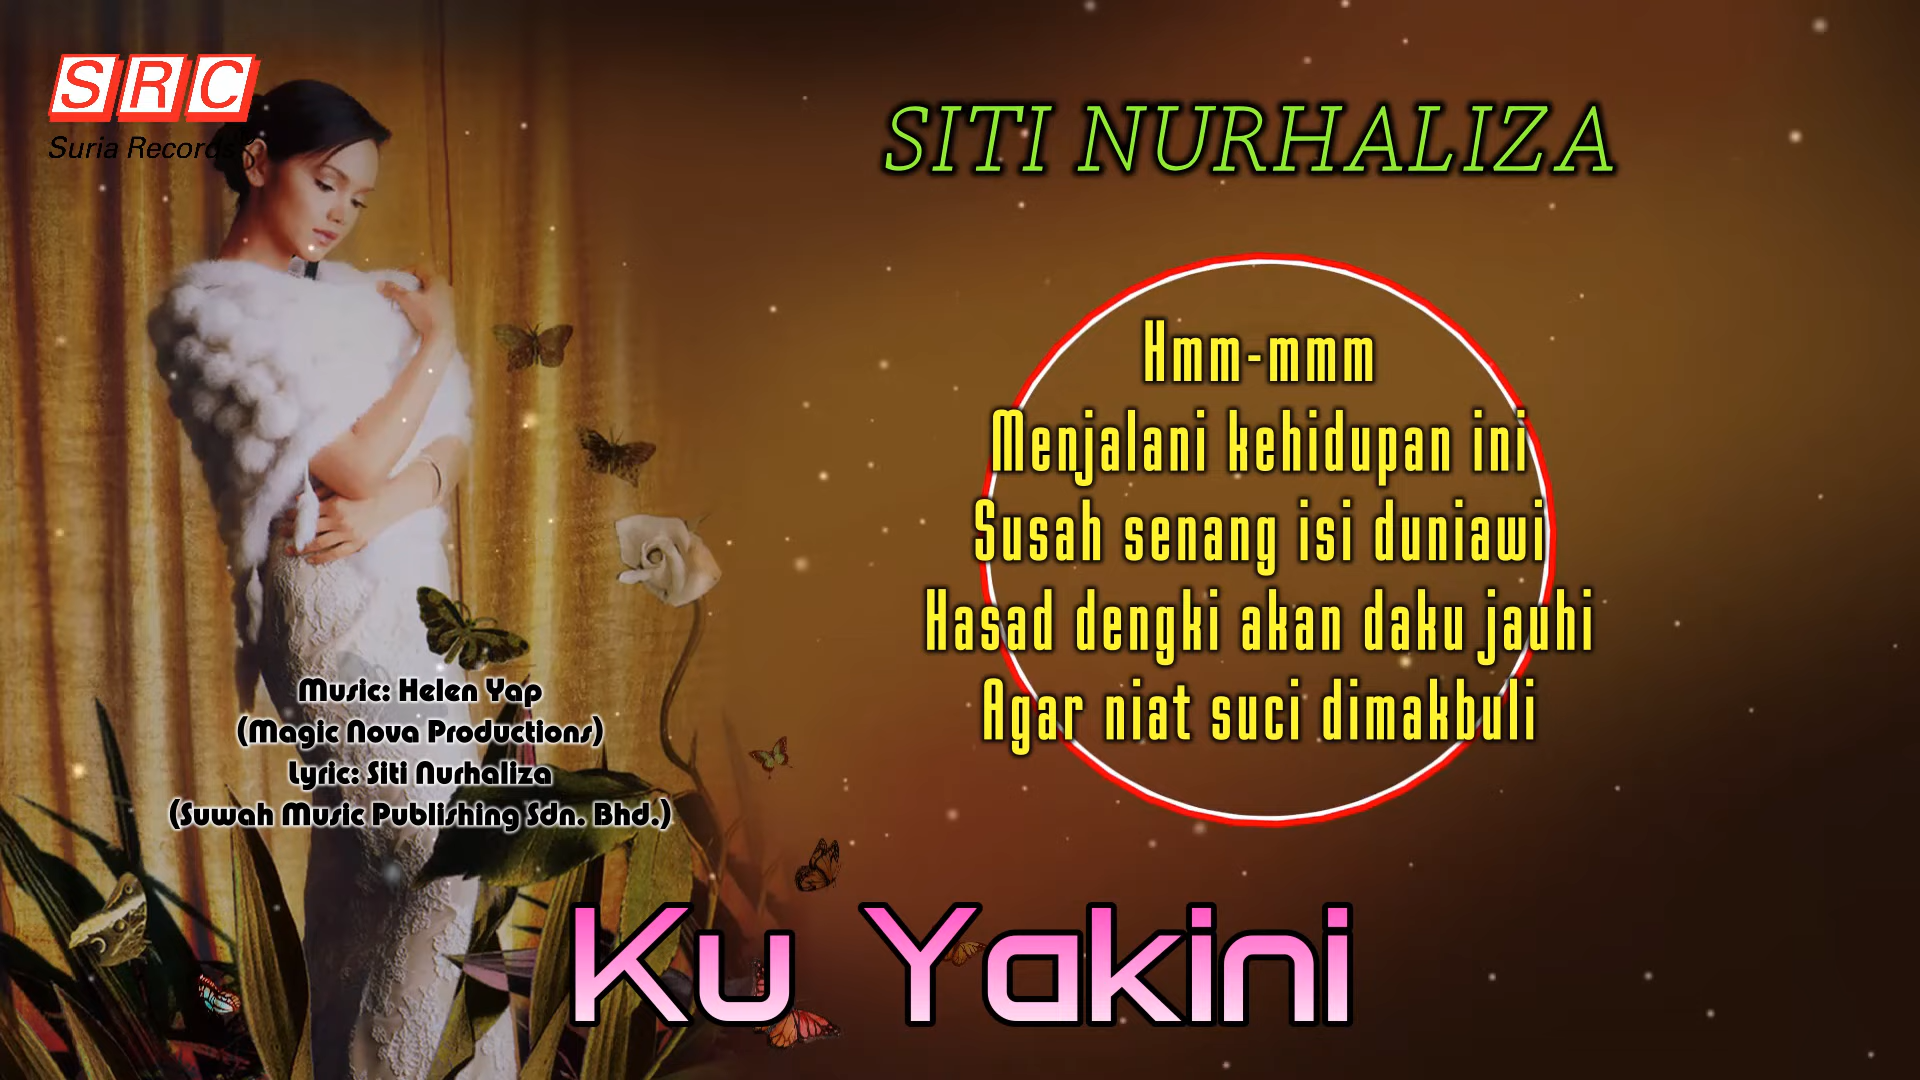 SRC
Suria Records
SITI NURHALIZA
Hmm-mmm
Menjalani kehidupan ini
Susah senang isi duniawi
Hasad dengki akan daku jauhi
Agar niat suci dimakbuli
Music: Helen Yap
(Magic Nova Productions)
Lyric: Siti Nurhaliza
(Suwah Music Publishing Sdn. Bhd.)
Ku Yakini